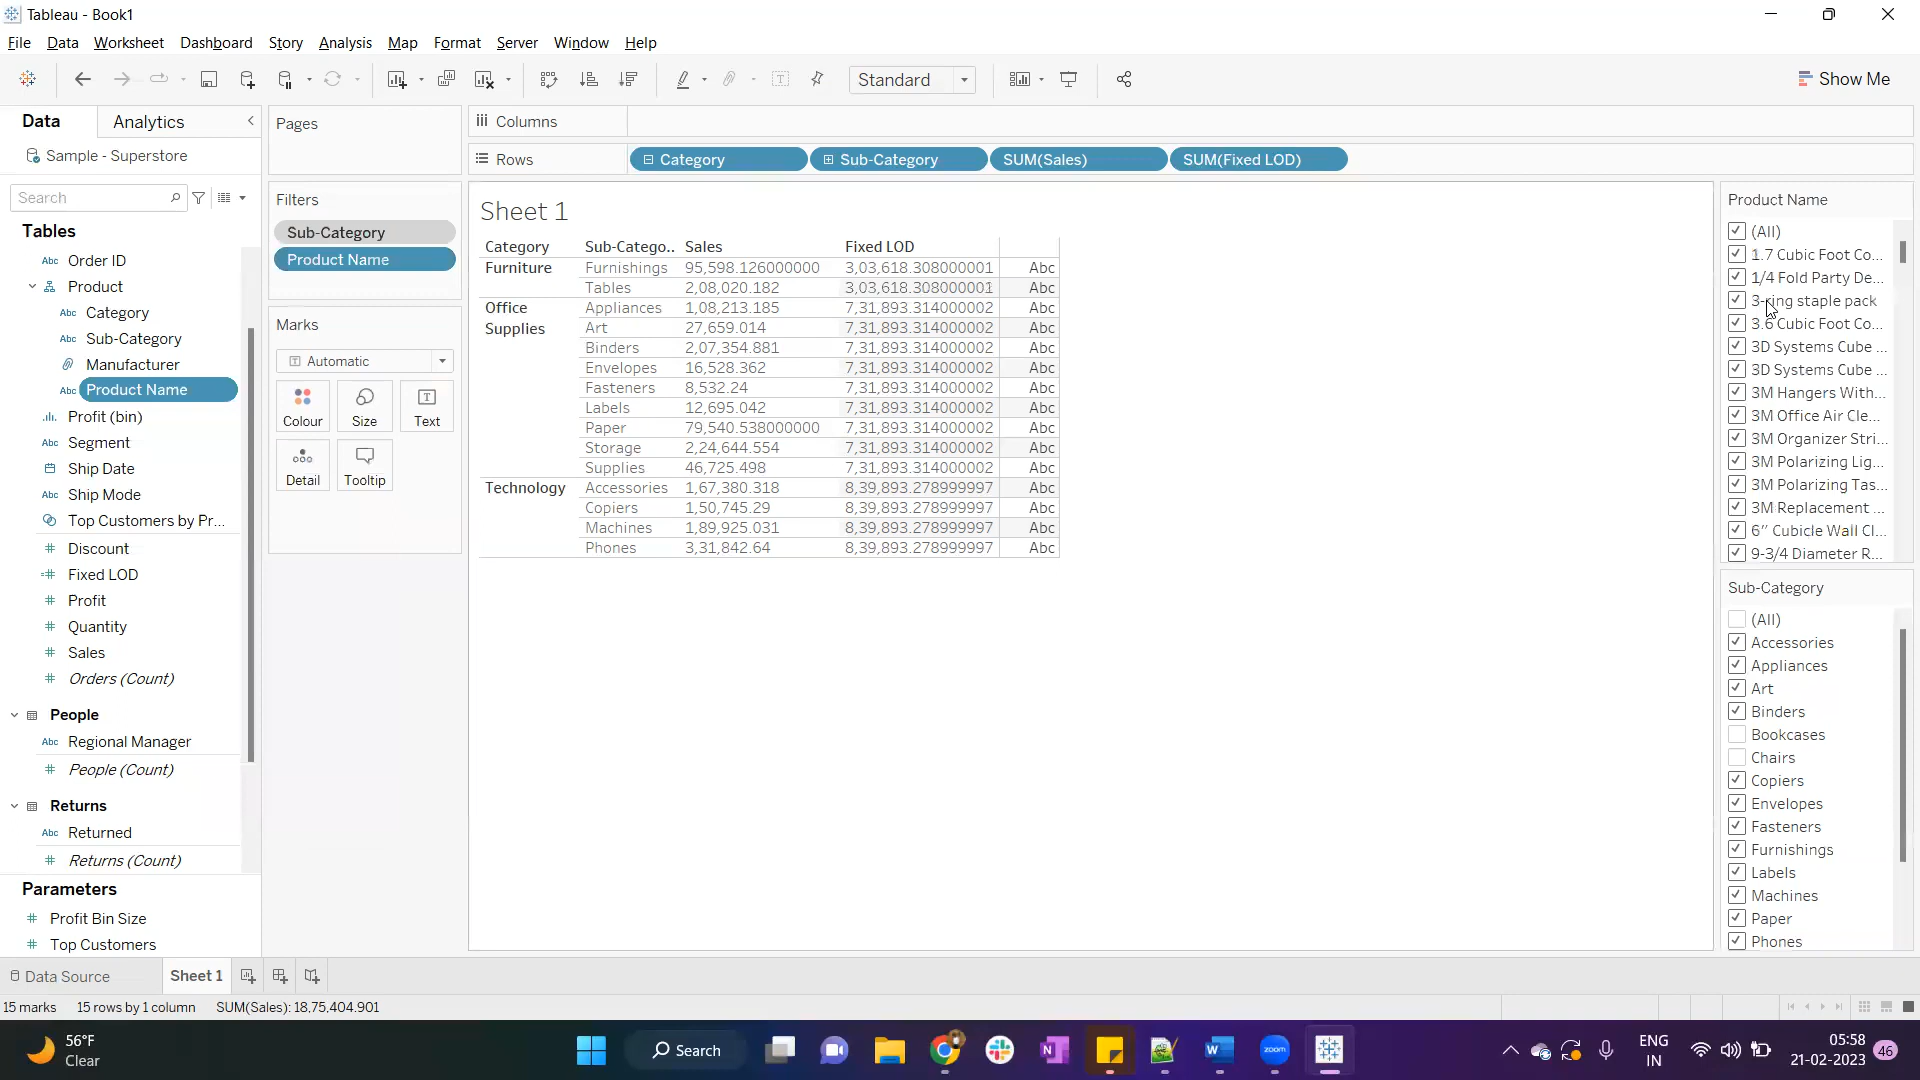 Tableau - Book1
File Data Worksheet Dashboard Story Analysis Map Format Server Window Help
Standard
Show Me
Data
Analytics
Sample - Superstore
Search
Tables
Abc Order ID
Product
Abc Category
Abc Sub-Category
Manufacturer
Abc Product Name
Profit (bin)
Abc Segment
Ship Date
Abc Ship Mode
Top Customers by Pr...
# Discount
=# Fixed LOD
# Profit
# Quantity
# Sales
# Orders (Count)
People
Abc Regional Manager
# People (Count)
Returns
Abc Returned
# Returns (Count)
Parameters
# Profit Bin Size
# Top Customers
Pages
Filters
Sub-Category
Product Name
Marks
Automatic
Colour Size Text
Detail Tooltip
Columns
Rows Category Sub-Category SUM(Sales) SUM(Fixed LOD)
Sheet 1
Category Sub-Catego.. Sales Fixed LOD
Furniture Furnishings 95,598.126000000 3,03,618.308000001 Abc
Tables 2,08,020.182 3,03,618.308000001 Abc
Office Appliances 1,08,213.185 7,31,893.314000002 Abc
Supplies Art 27,659.014 7,31,893.314000002 Abc
Binders 2,07,354.881 7,31,893.314000002 Abc
Envelopes 16,528.362 7,31,893.314000002 Abc
Fasteners 8,532.24 7,31,893.314000002 Abc
Labels 12,695.042 7,31,893.314000002 Abc
Paper 79,540.538000000 7,31,893.314000002 Abc
Storage 2,24,644.554 7,31,893.314000002 Abc
Supplies 46,725.498 7,31,893.314000002 Abc
Technology Accessories 1,67,380.318 8,39,893.278999997 Abc
Copiers 1,50,745.29 8,39,893.278999997 Abc
Machines 1,89,925.031 8,39,893.278999997 Abc
Phones 3,31,842.64 8,39,893.278999997 Abc
Product Name
(All)
1.7 Cubic Foot Co...
1/4 Fold Party De...
3-ring staple pack
3.6 Cubic Foot Co...
3D Systems Cube ...
3D Systems Cube ...
3M Hangers With...
3M Office Air Cle...
3M Organizer Stri...
3M Polarizing Lig...
3M Polarizing Tas...
3M Replacement ...
6" Cubicle Wall Cl...
9-3/4 Diameter R...
Sub-Category
(All)
Accessories
Appliances
Art
Binders
Bookcases
Chairs
Copiers
Envelopes
Fasteners
Furnishings
Labels
Machines
Paper
Phones
Data Source
Sheet 1
15 marks 15 rows by 1 column SUM(Sales): 18,75,404.901
56°F
Clear
Search
zoom
ENG
IN
05:58
21-02-2023
46